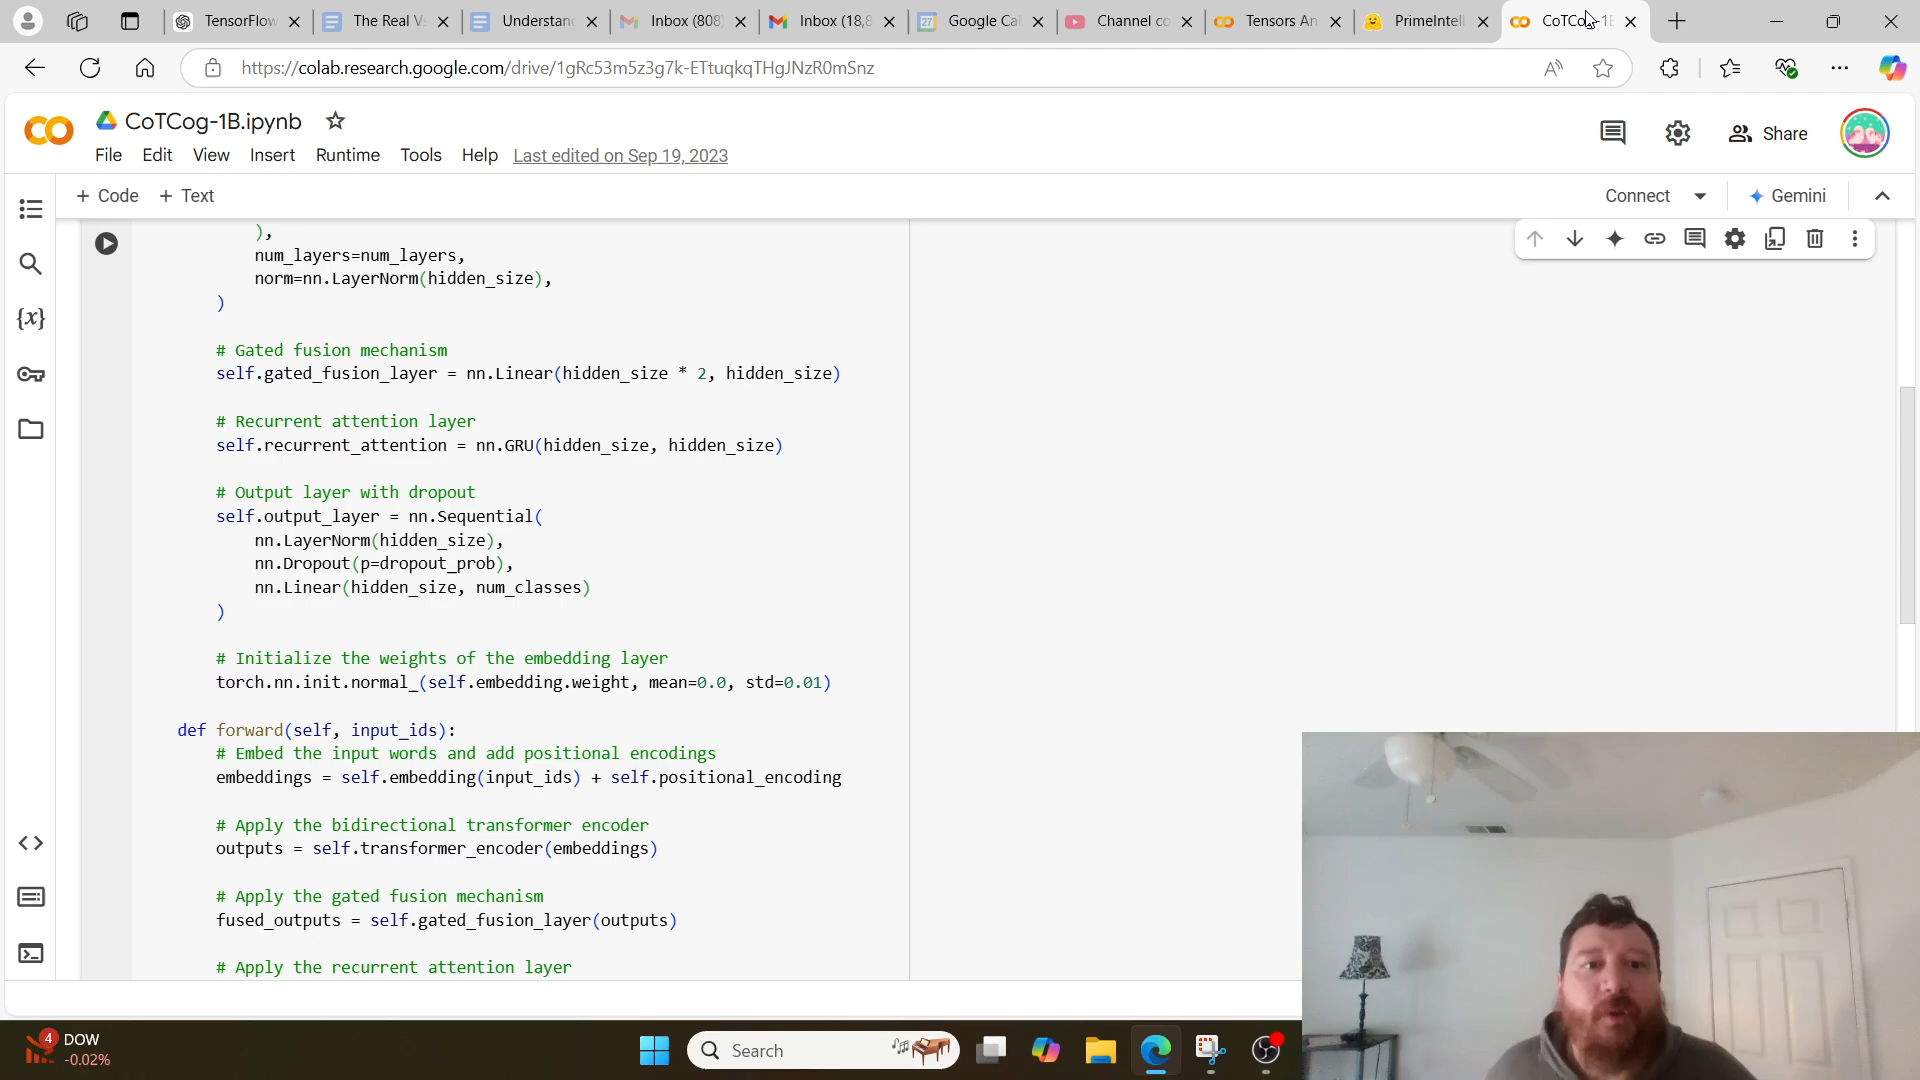 TensorFlow
The Real Vs
Understand
Inbox (808)
Inbox (18,8
Google Cal
Channel co
Tensors An
PrimeIntell
CoTCog-1B
https://colab.research.google.com/drive/1gRc53m5z3g7k-ETtuqkqTHgJNzR0mSnz
CoTCog-1B.ipynb
File Edit View Insert Runtime Tools Help Last edited on Sep 19, 2023
Share
+ Code + Text
Connect
Gemini
),
num_layers=num_layers,
norm=nn.LayerNorm(hidden_size),
)
# Gated fusion mechanism
self.gated_fusion_layer = nn.Linear(hidden_size * 2, hidden_size)
# Recurrent attention layer
self.recurrent_attention = nn.GRU(hidden_size, hidden_size)
# Output layer with dropout
self.output_layer = nn.Sequential(
nn.LayerNorm(hidden_size),
nn.Dropout(p=dropout_prob),
nn.Linear(hidden_size, num_classes)
)
# Initialize the weights of the embedding layer
torch.nn.init.normal_(self.embedding.weight, mean=0.0, std=0.01)
def forward(self, input_ids):
# Embed the input words and add positional encodings
embeddings = self.embedding(input_ids) + self.positional_encoding
# Apply the bidirectional transformer encoder
outputs = self.transformer_encoder(embeddings)
# Apply the gated fusion mechanism
fused_outputs = self.gated_fusion_layer(outputs)
# Apply the recurrent attention layer
4
DOW
-0.02%
Search